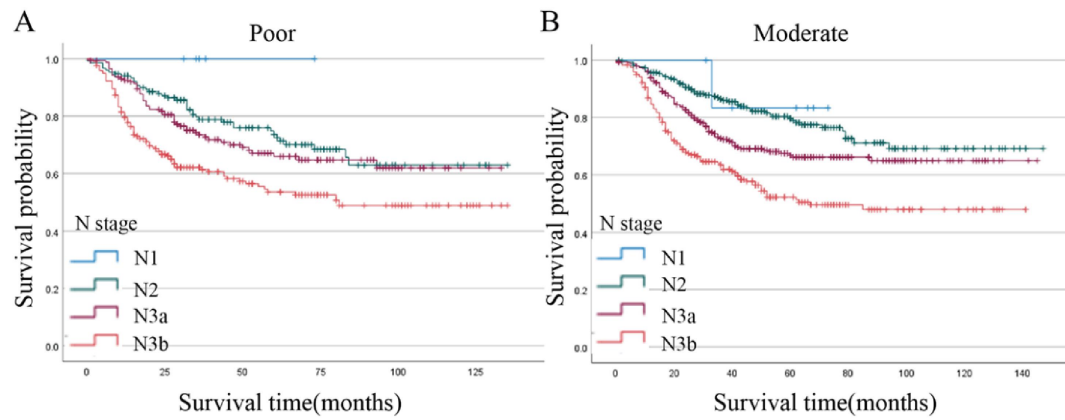 A
Poor
1.0
0.8
0.6
0.4
0.2
0.0
Survival probability
N stage
N1
N2
N3a
N3b
0 25 50 75 100 125
Survival time(months)
B
Moderate
1.0
0.8
0.6
0.4
0.2
0.0
Survival probability
N stage
N1
N2
N3a
N3b
0 20 40 60 80 100 120 140
Survival time(months)